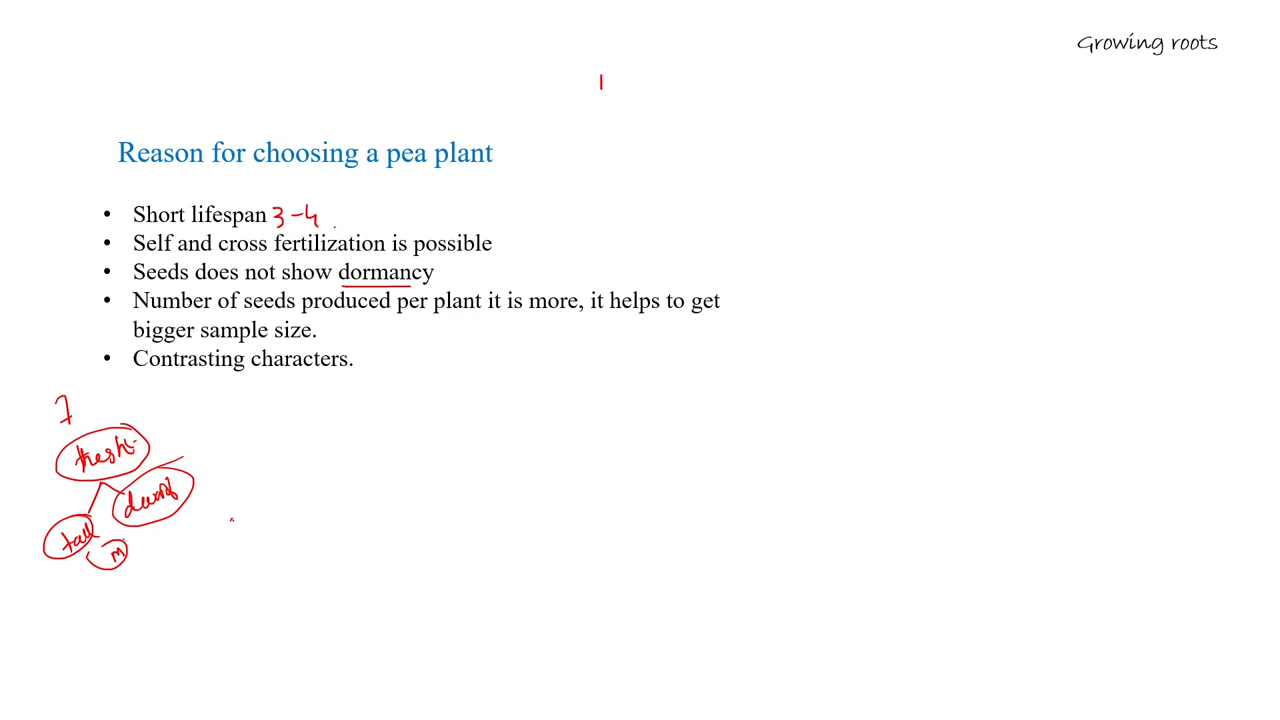 Growing roots
Reason for choosing a pea plant
• Short lifespan 3-4
• Self and cross fertilization is possible
• Seeds does not show dormancy
• Number of seeds produced per plant it is more, it helps to get
bigger sample size.
• Contrasting characters.
7
dwarf
tall
M